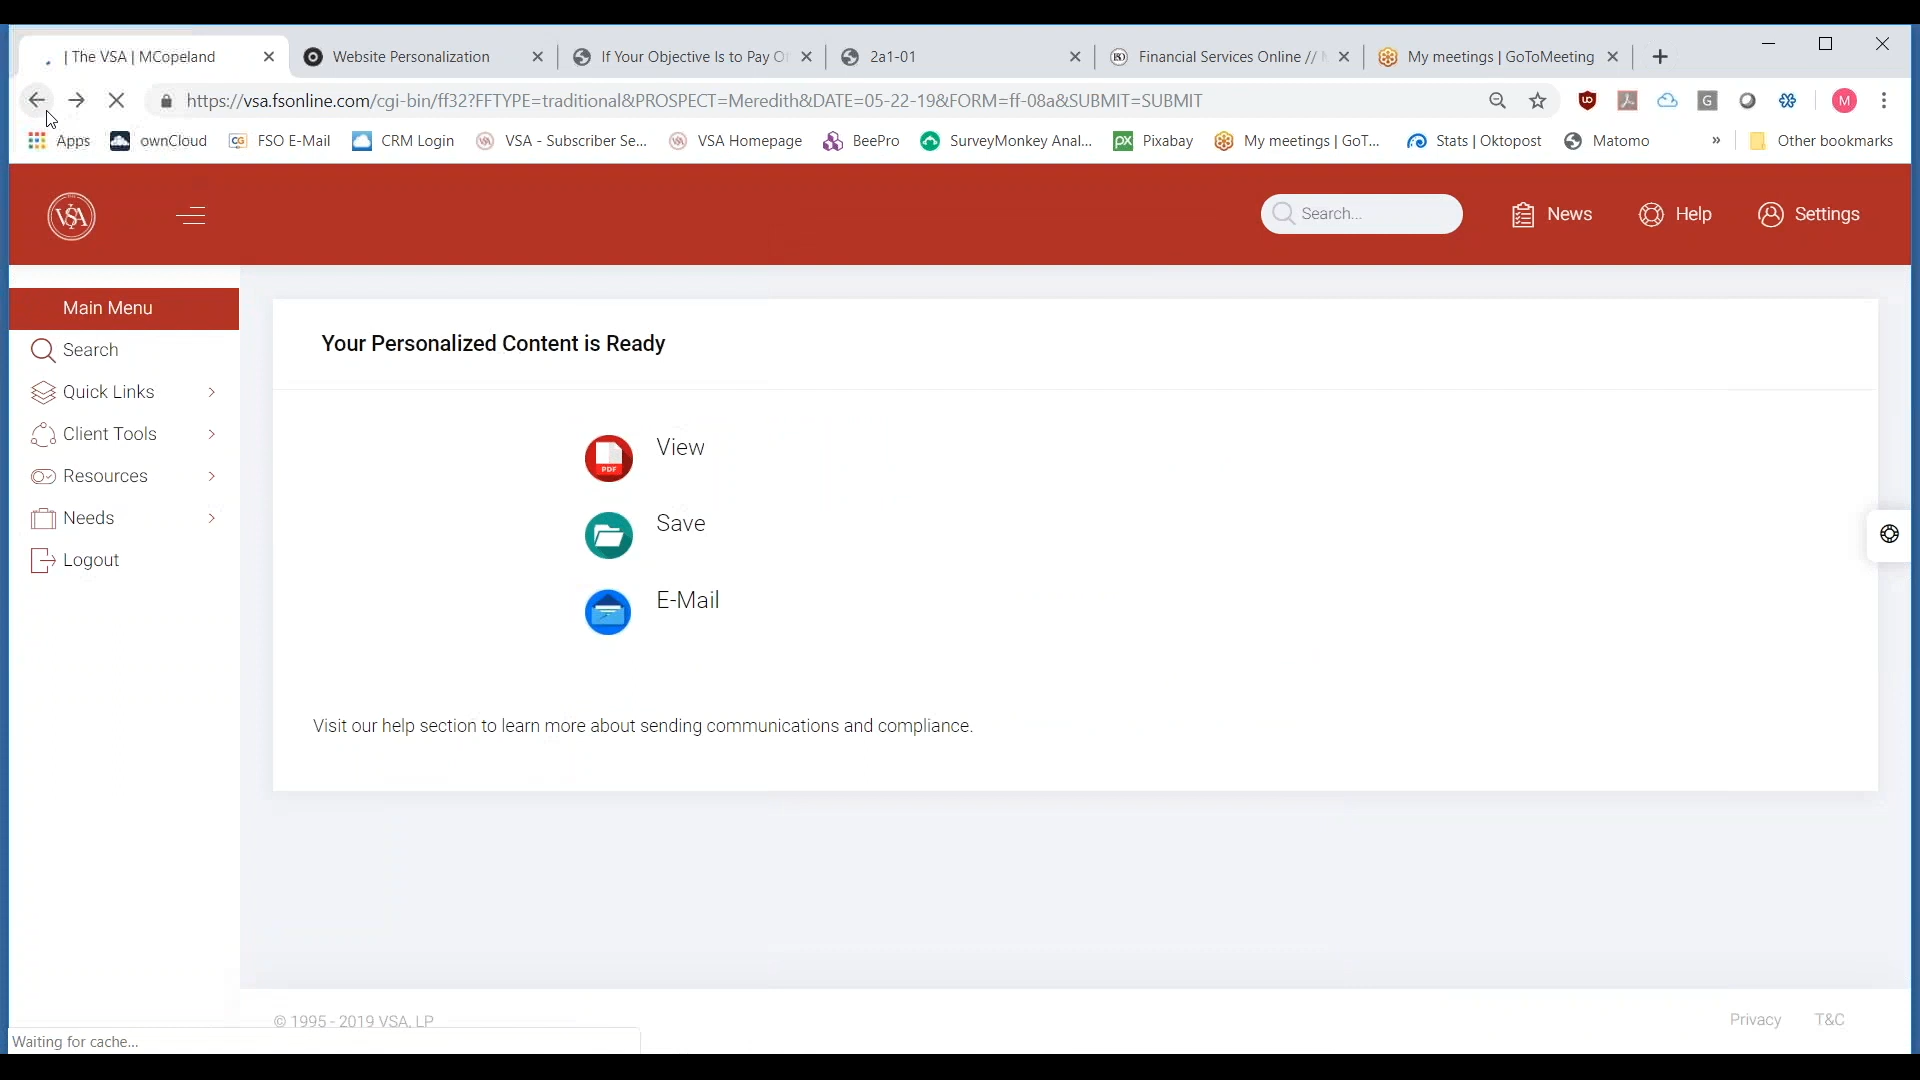 | The VSA | MCopeland
Website Personalization
If Your Objective Is to Pay O
2a1-01
Financial Services Online //
My meetings | GoToMeeting
https://vsa.fsonline.com/cgi-bin/ff32?FFTYPE=traditional&PROSPECT=Meredith&DATE=05-22-19&FORM=ff-08a&SUBMIT=SUBMIT
M
Apps
ownCloud
CG
FSO E-Mail
CRM Login
VSA - Subscriber Se...
VSA Homepage
BeePro
SurveyMonkey Anal...
px
Pixabay
My meetings | GoT...
Stats | Oktopost
Matomo
»
Other bookmarks
VSA
Search...
News
Help
Settings
Main Menu
Search
Quick Links
Client Tools
Resources
Needs
Logout
Your Personalized Content is Ready
PDF
View
Save
E-Mail
Visit our help section to learn more about sending communications and compliance.
© 1995 - 2019 VSA, LP
Privacy
T&C
Waiting for cache...